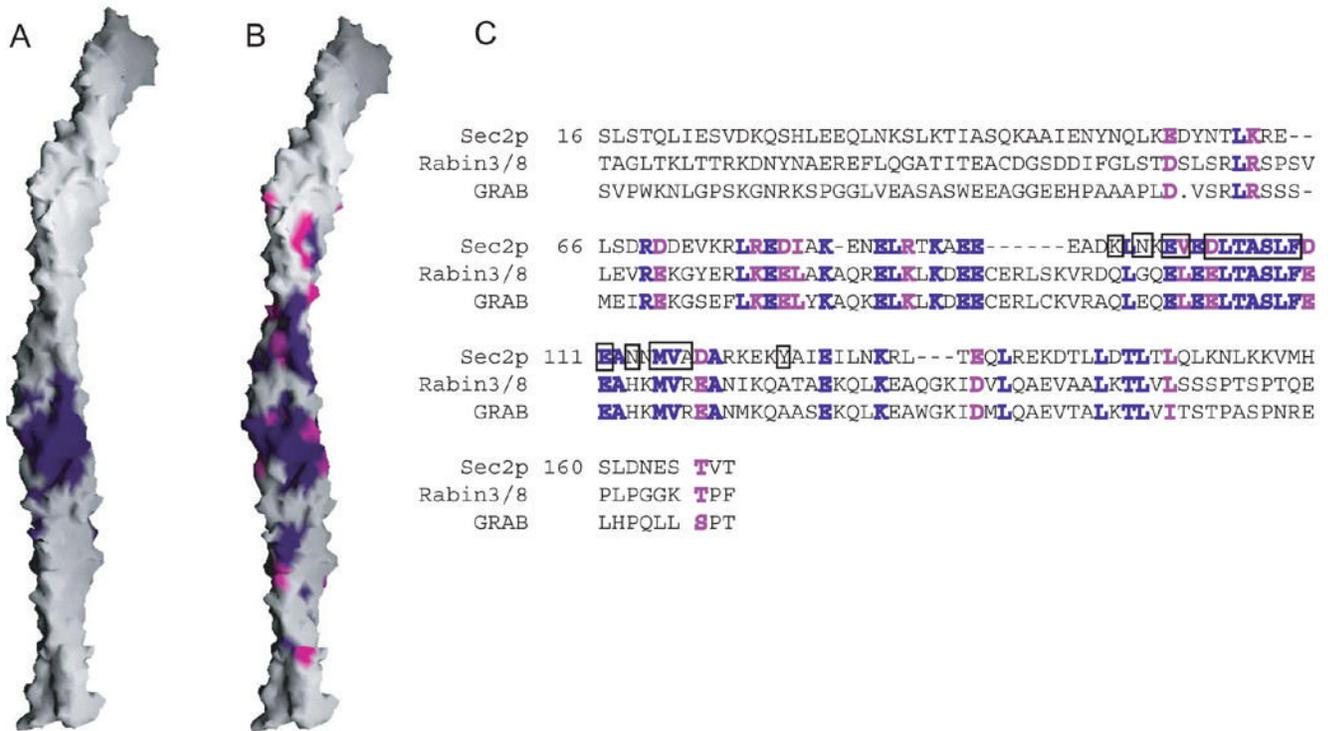 A
B
C
Sec2p 16 SLSTQLIESVDKQSHLEEQLNKSLKTIASQKAAIENYNQLKEDYNTLKRE--
Rabin3/8 TAGLTKLTTRKDNYNAEREFLQGATITEACDGSDDIFGLSTDSLSRLRSPSV
GRAB SVPWKNLGPSKGNRKSPGGLVEASASWEEAGGEEHPAAAPLD.VSRLRSSS-
Sec2p 66 LSDRDDEVKRLREDIAK-ENELRTKAEE------EADKLNKEVEDLTASLFD
Rabin3/8 LEVREKGYERLKEELAKAQRELKLKDEECERLSKVRDQLGQELEELTASLFE
GRAB MEIREKGSEFLKEELYKAQKELKLKDEECERLCKVRAQLEQELEELTASLFE
Sec2p 111 EANNMVADARKEKYAIEILNKRL---TEQLREKDTLLDTLTLQLKNLKKVMH
Rabin3/8 EAHKMVREANIKQATAEKQLKEAQGKIDVLQAEVAALKTLVLSSSPTSPTQE
GRAB EAHKMVREANMKQAASEKQLKEAWGKIDMLQAEVTALKTLVITSTPASPNRE
Sec2p 160 SLDNES TVT
Rabin3/8 PLPGGK TPF
GRAB LHPQLL SPT